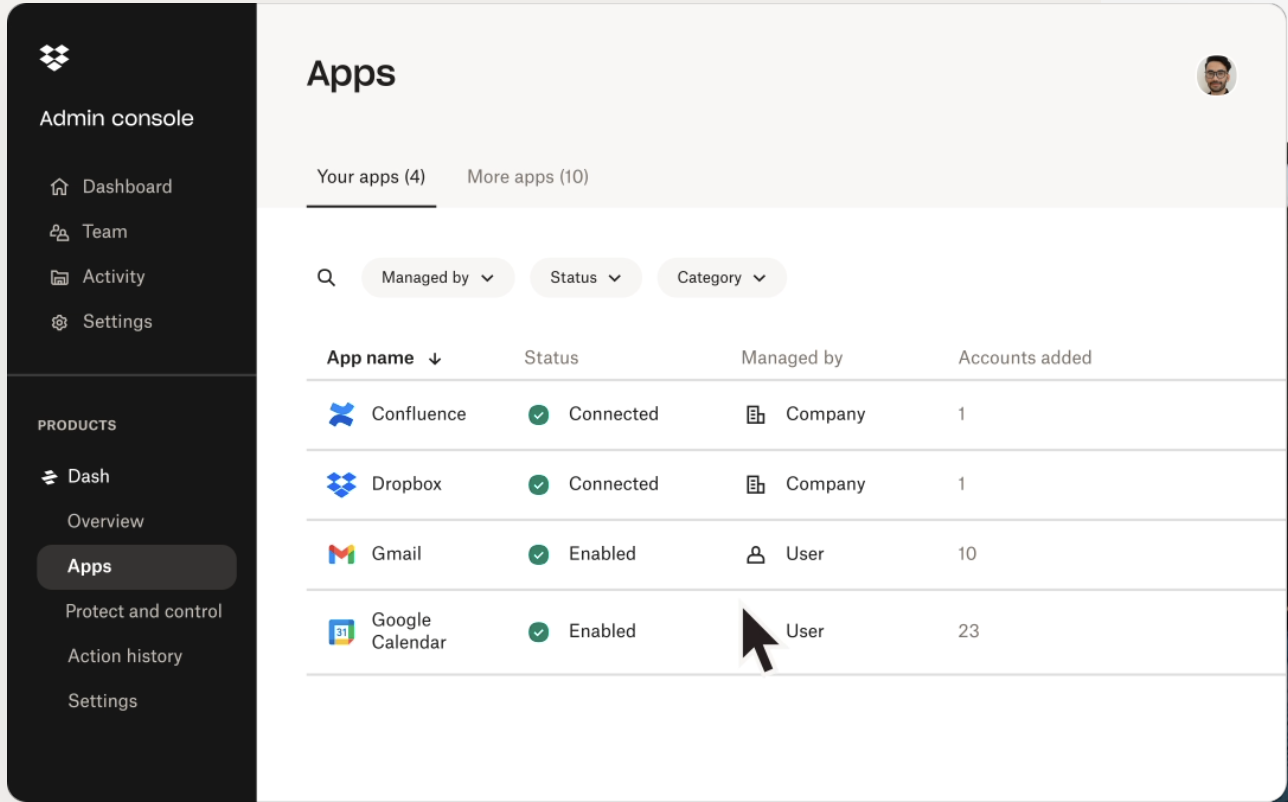 Admin console
Dashboard
Team
Activity
Settings
PRODUCTS
Dash
Overview
Apps
Protect and control
Action history
Settings
Apps
Your apps (4) More apps (10)
Managed by Status Category
App name Status Managed by Accounts added
Confluence Connected Company 1
Dropbox Connected Company 1
Gmail Enabled User 10
Google
Calendar
31 Enabled User 23